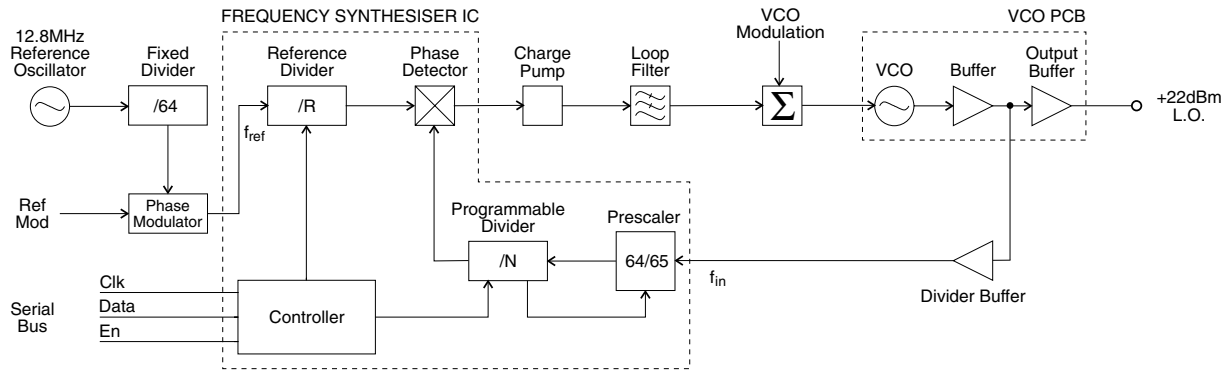 FREQUENCY SYNTHESISER IC
VCO
Modulation
VCO PCB
12.8MHz
Reference
Oscillator
Fixed
Divider
Reference
Divider
Phase
Detector
Charge
Pump
Loop
Filter
VCO
Buffer
Output
Buffer
/64
/R
Σ
+22dBm
L.O.
fref
Ref
Mod
Phase
Modulator
Programmable
Divider
Prescaler
/N
64/65
fin
Divider Buffer
Serial
Bus
Clk
Data
En
Controller